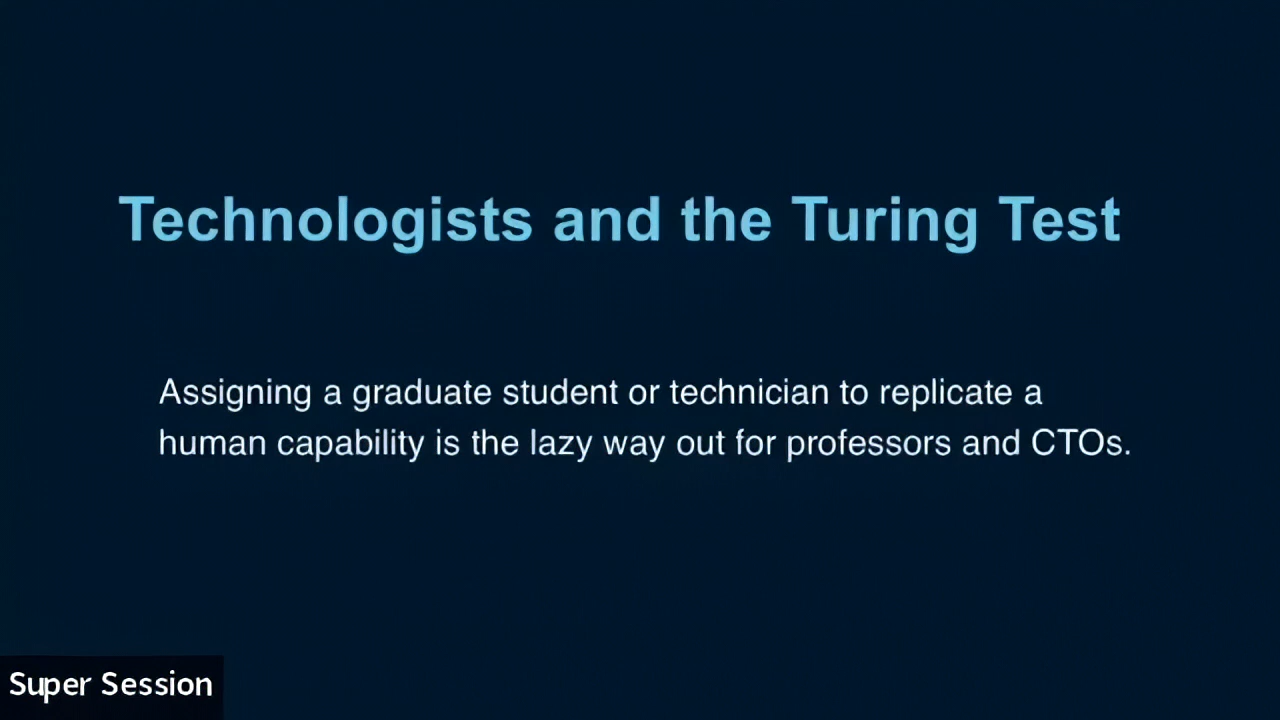 Technologists and the Turing Test
Assigning a graduate student or technician to replicate a
human capability is the lazy way out for professors and CTOs.
Super Session